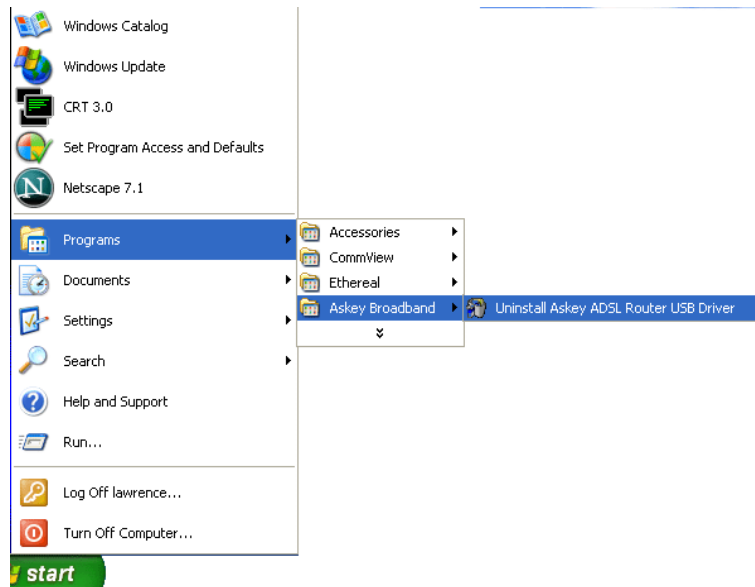 Windows Catalog
Windows Update
CRT 3.0
Set Program Access and Defaults
Netscape 7.1
Programs
Accessories
CommView
Ethereal
Askey Broadband
Uninstall Askey ADSL Router USB Driver
Documents
Settings
Search
Help and Support
Run...
Log Off lawrence...
Turn Off Computer...
start